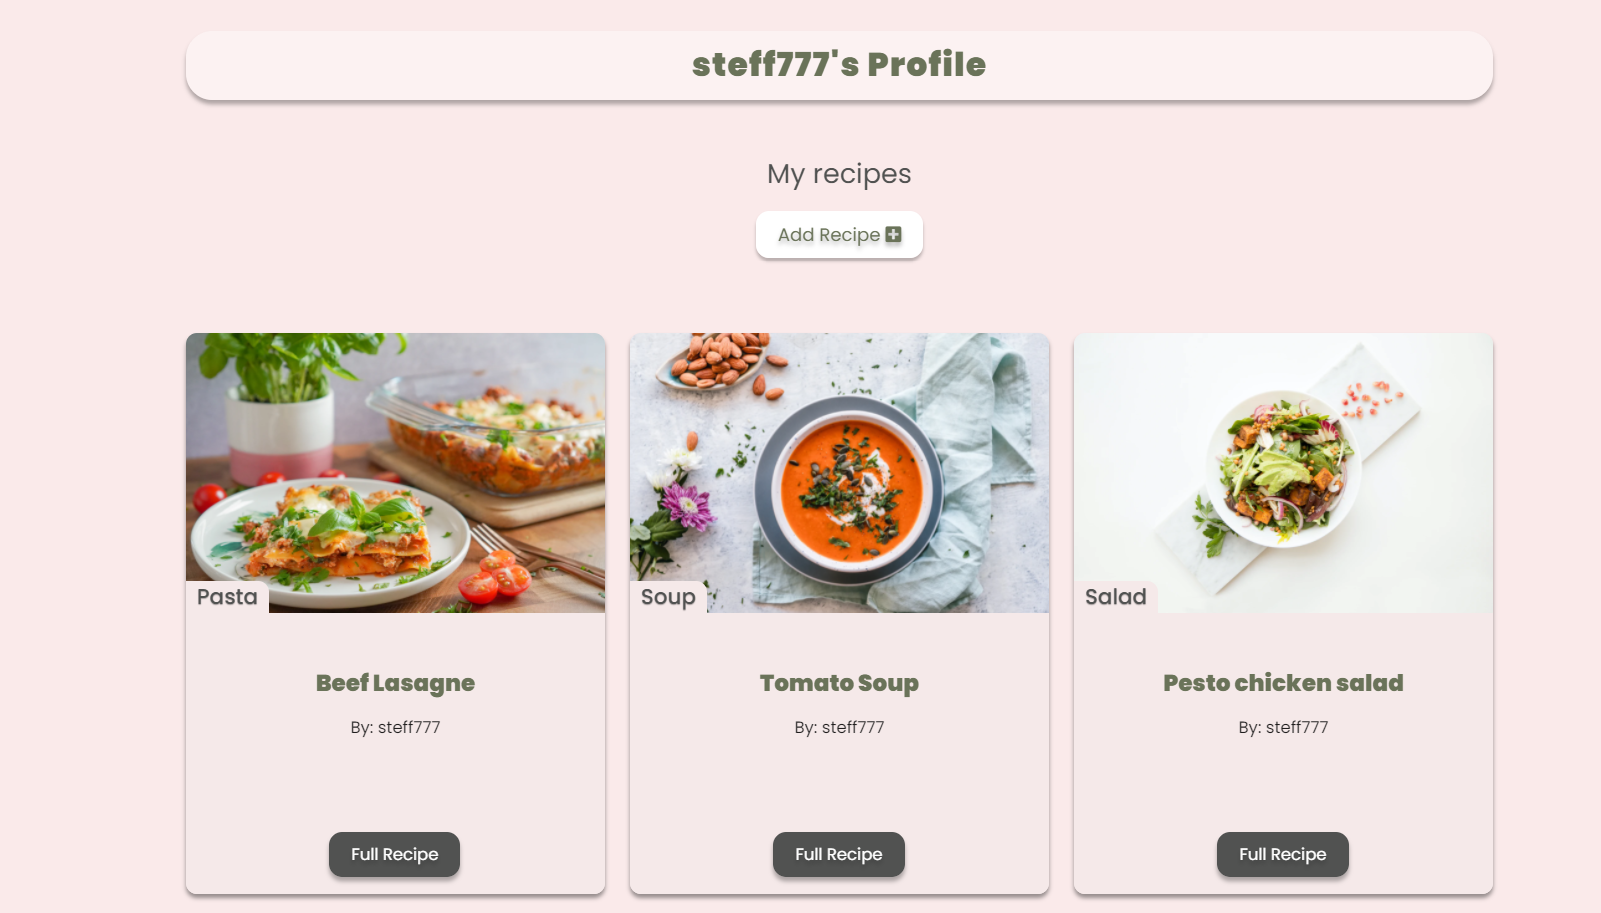 steff777's Profile
My recipes
Add Recipe
Pasta
Soup
Salad
Beef Lasagne
Tomato Soup
Pesto chicken salad
By: steff777
By: steff777
By: steff777
Full Recipe
Full Recipe
Full Recipe